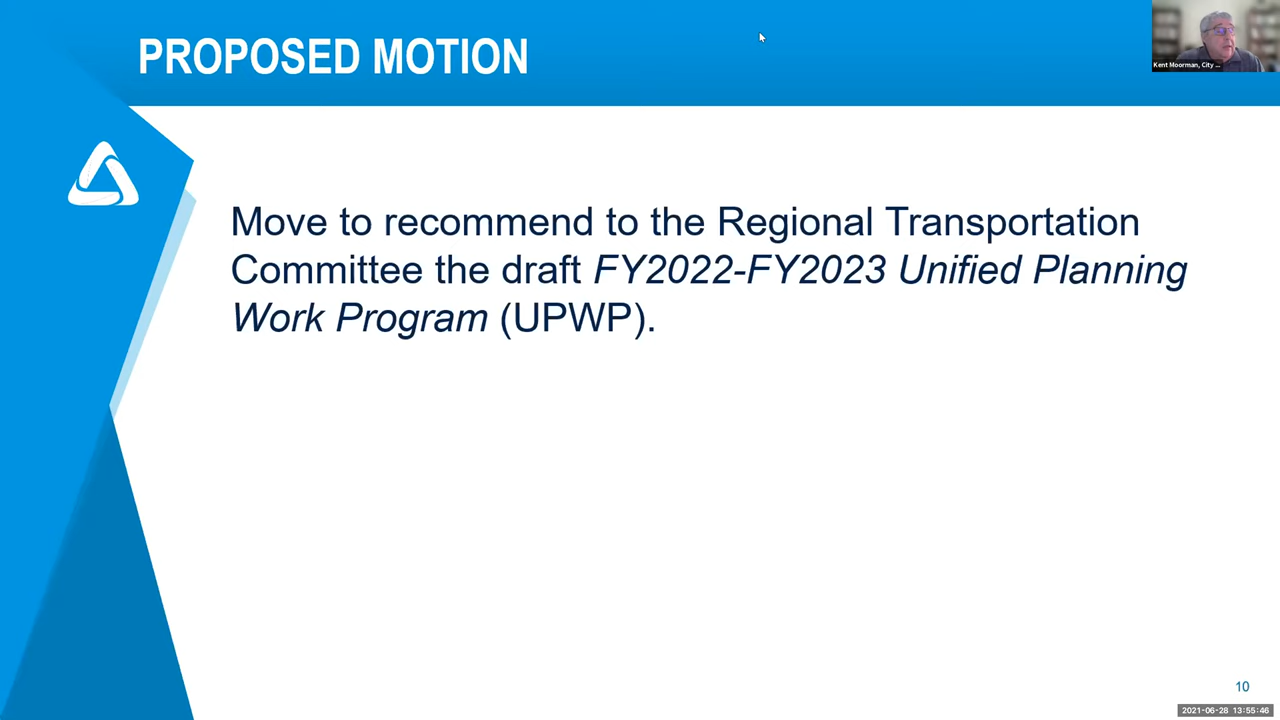 PROPOSED MOTION
Kent Moorman, City ...
Move to recommend to the Regional Transportation
Committee the draft FY2022-FY2023 Unified Planning
Work Program (UPWP).
10
2021-06-28 13:55:46